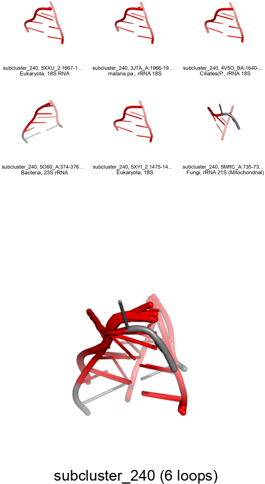 subcluster_240, 5XXU_2:1667-1...
Eukaryota, 18S RNA
subcluster_240, 3J7A_A:1966-19...
malaria pa., rRNA 18S
subcluster_240, 4V5O_BA:1640-...
Ciliates(P., rRNA 18S
subcluster_240, 5O60_A:374-376...
Bacteria, 23S rRNA
subcluster_240, 5XYI_2:1475-14...
Eukaryota, 18S
subcluster_240, 5MRC_A:735-73...
Fungi, rRNA 21S (Mitochondrial)
subcluster_240 (6 loops)